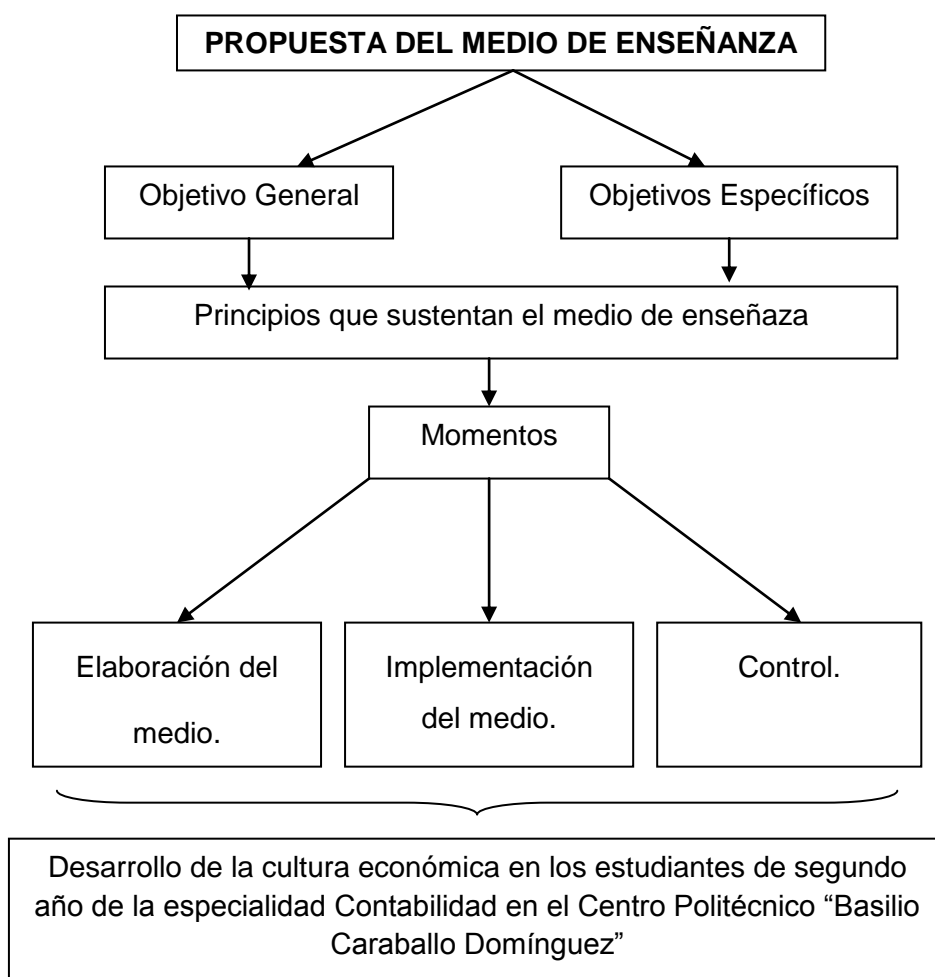 PROPUESTA DEL MEDIO DE ENSEÑANZA
Objetivo General
Objetivos Específicos
Principios que sustentan el medio de enseñaza
Momentos
Elaboración del
medio.
Implementación
del medio.
Control.
Desarrollo de la cultura económica en los estudiantes de segundo
año de la especialidad Contabilidad en el Centro Politécnico “Basilio
Caraballo Domínguez”